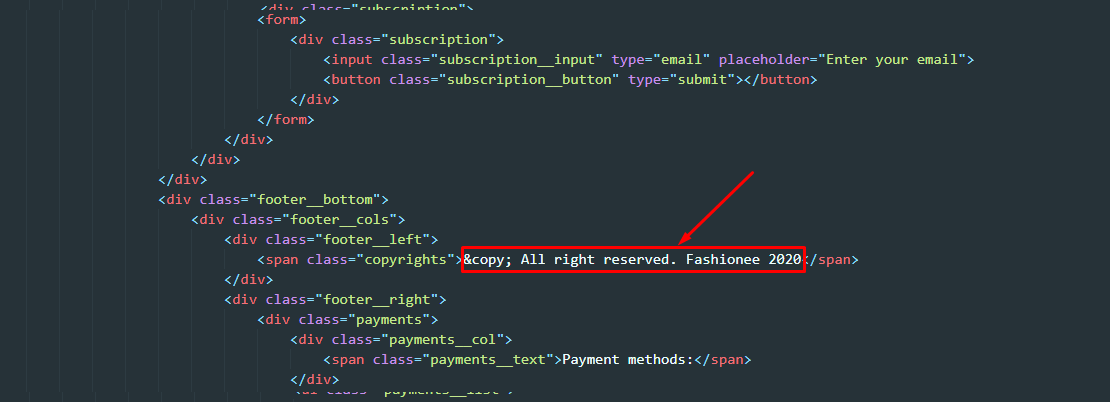 <div class="subscription">
<form>
<div class="subscription">
<input class="subscription__input" type="email" placeholder="Enter your email">
<button class="subscription__button" type="submit"></button>
</div>
</form>
</div>
</div>
</div>
<div class="footer__bottom">
<div class="footer__cols">
<div class="footer__left">
<span class="copyrights">&copy; All right reserved. Fashionee 2020</span>
</div>
<div class="footer__right">
<div class="payments">
<div class="payments__col">
<span class="payments__text">Payment methods:</span>
</div>
<ul class="payments__list">